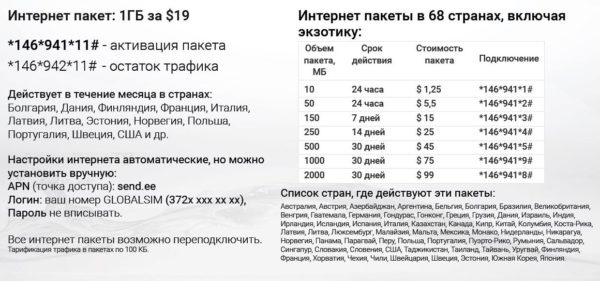 Интернет пакет: 1ГБ за $19
*146*941*11# - активация пакета
*146*942*11# - остаток трафика
Действует в течение месяца в странах:
Болгария, Дания, Финляндия, Франция, Италия,
Латвия, Литва, Эстония, Норвегия, Польша,
Португалия, Швеция, США и др.
Настройки интернета автоматические, но можно
установить вручную:
APN (точка доступа): send.ee
Логин: ваш номер GLOBALSIM (372x xxx xx xx),
Пароль не вписывать.
Все интернет пакеты возможно переподключить.
Тарификация трафика в пакетах по 100 КБ.
Интернет пакеты в 68 странах, включая
экзотику:
Объем пакета, МБ Срок действия Стоимость пакета Подключение
10 24 часа $ 1,25 *146*941*1#
50 24 часа $ 5,5 *146*941*2#
150 7 дней $ 15 *146*941*3#
250 14 дней $ 25 *146*941*4#
500 30 дней $ 45 *146*941*5#
1000 30 дней $ 75 *146*941*9#
2000 30 дней $ 99 *146*941*8#
Список стран, где действуют эти пакеты:
Австралия, Австрия, Азербайджан, Аргентина, Бельгия, Болгария, Бразилия, Великобритания,
Венгрия, Гватемала, Германия, Гондурас, Гонконг, Греция, Грузия, Дания, Израиль, Индия,
Ирландия, Исландия, Испания, Италия, Казахстан, Канада, Кипр, Китай, Колумбия, Коста-Рика,
Латвия, Литва, Люксембург, Малайзия, Мальта, Мексика, Монако, Нидерланды, Никарагуа,
Норвегия, Панама, Парагвай, Перу, Польша, Португалия, Пуэрто-Рико, Румыния, Сальвадор,
Сингапур, Словакия, Словения, США, Таджикистан, Таиланд, Тайвань, Уругвай, Финляндия,
Франция, Хорватия, Чехия, Чили, Швейцария, Швеция, Эстония, Южная Корея, Япония.